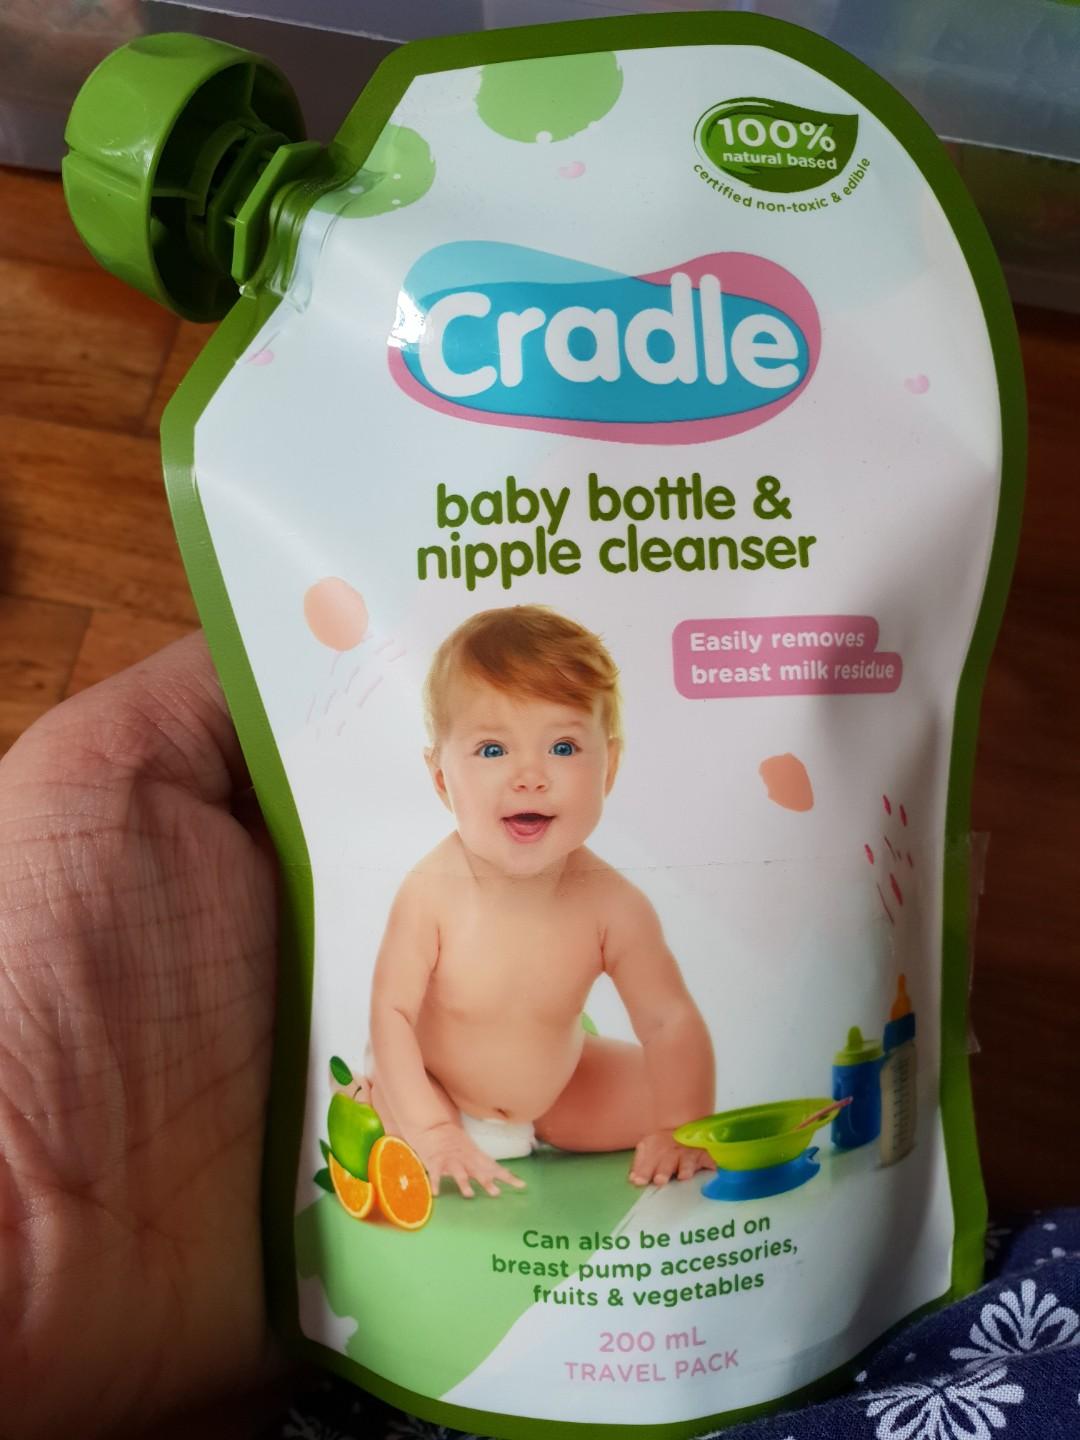 100%
natural based
certified non-toxic & edible
Cradle
baby bottle &
nipple cleanser
Easily removes
breast milk residue
Can also be used on
breast pump accessories,
fruits & vegetables
200 mL
TRAVEL PACK